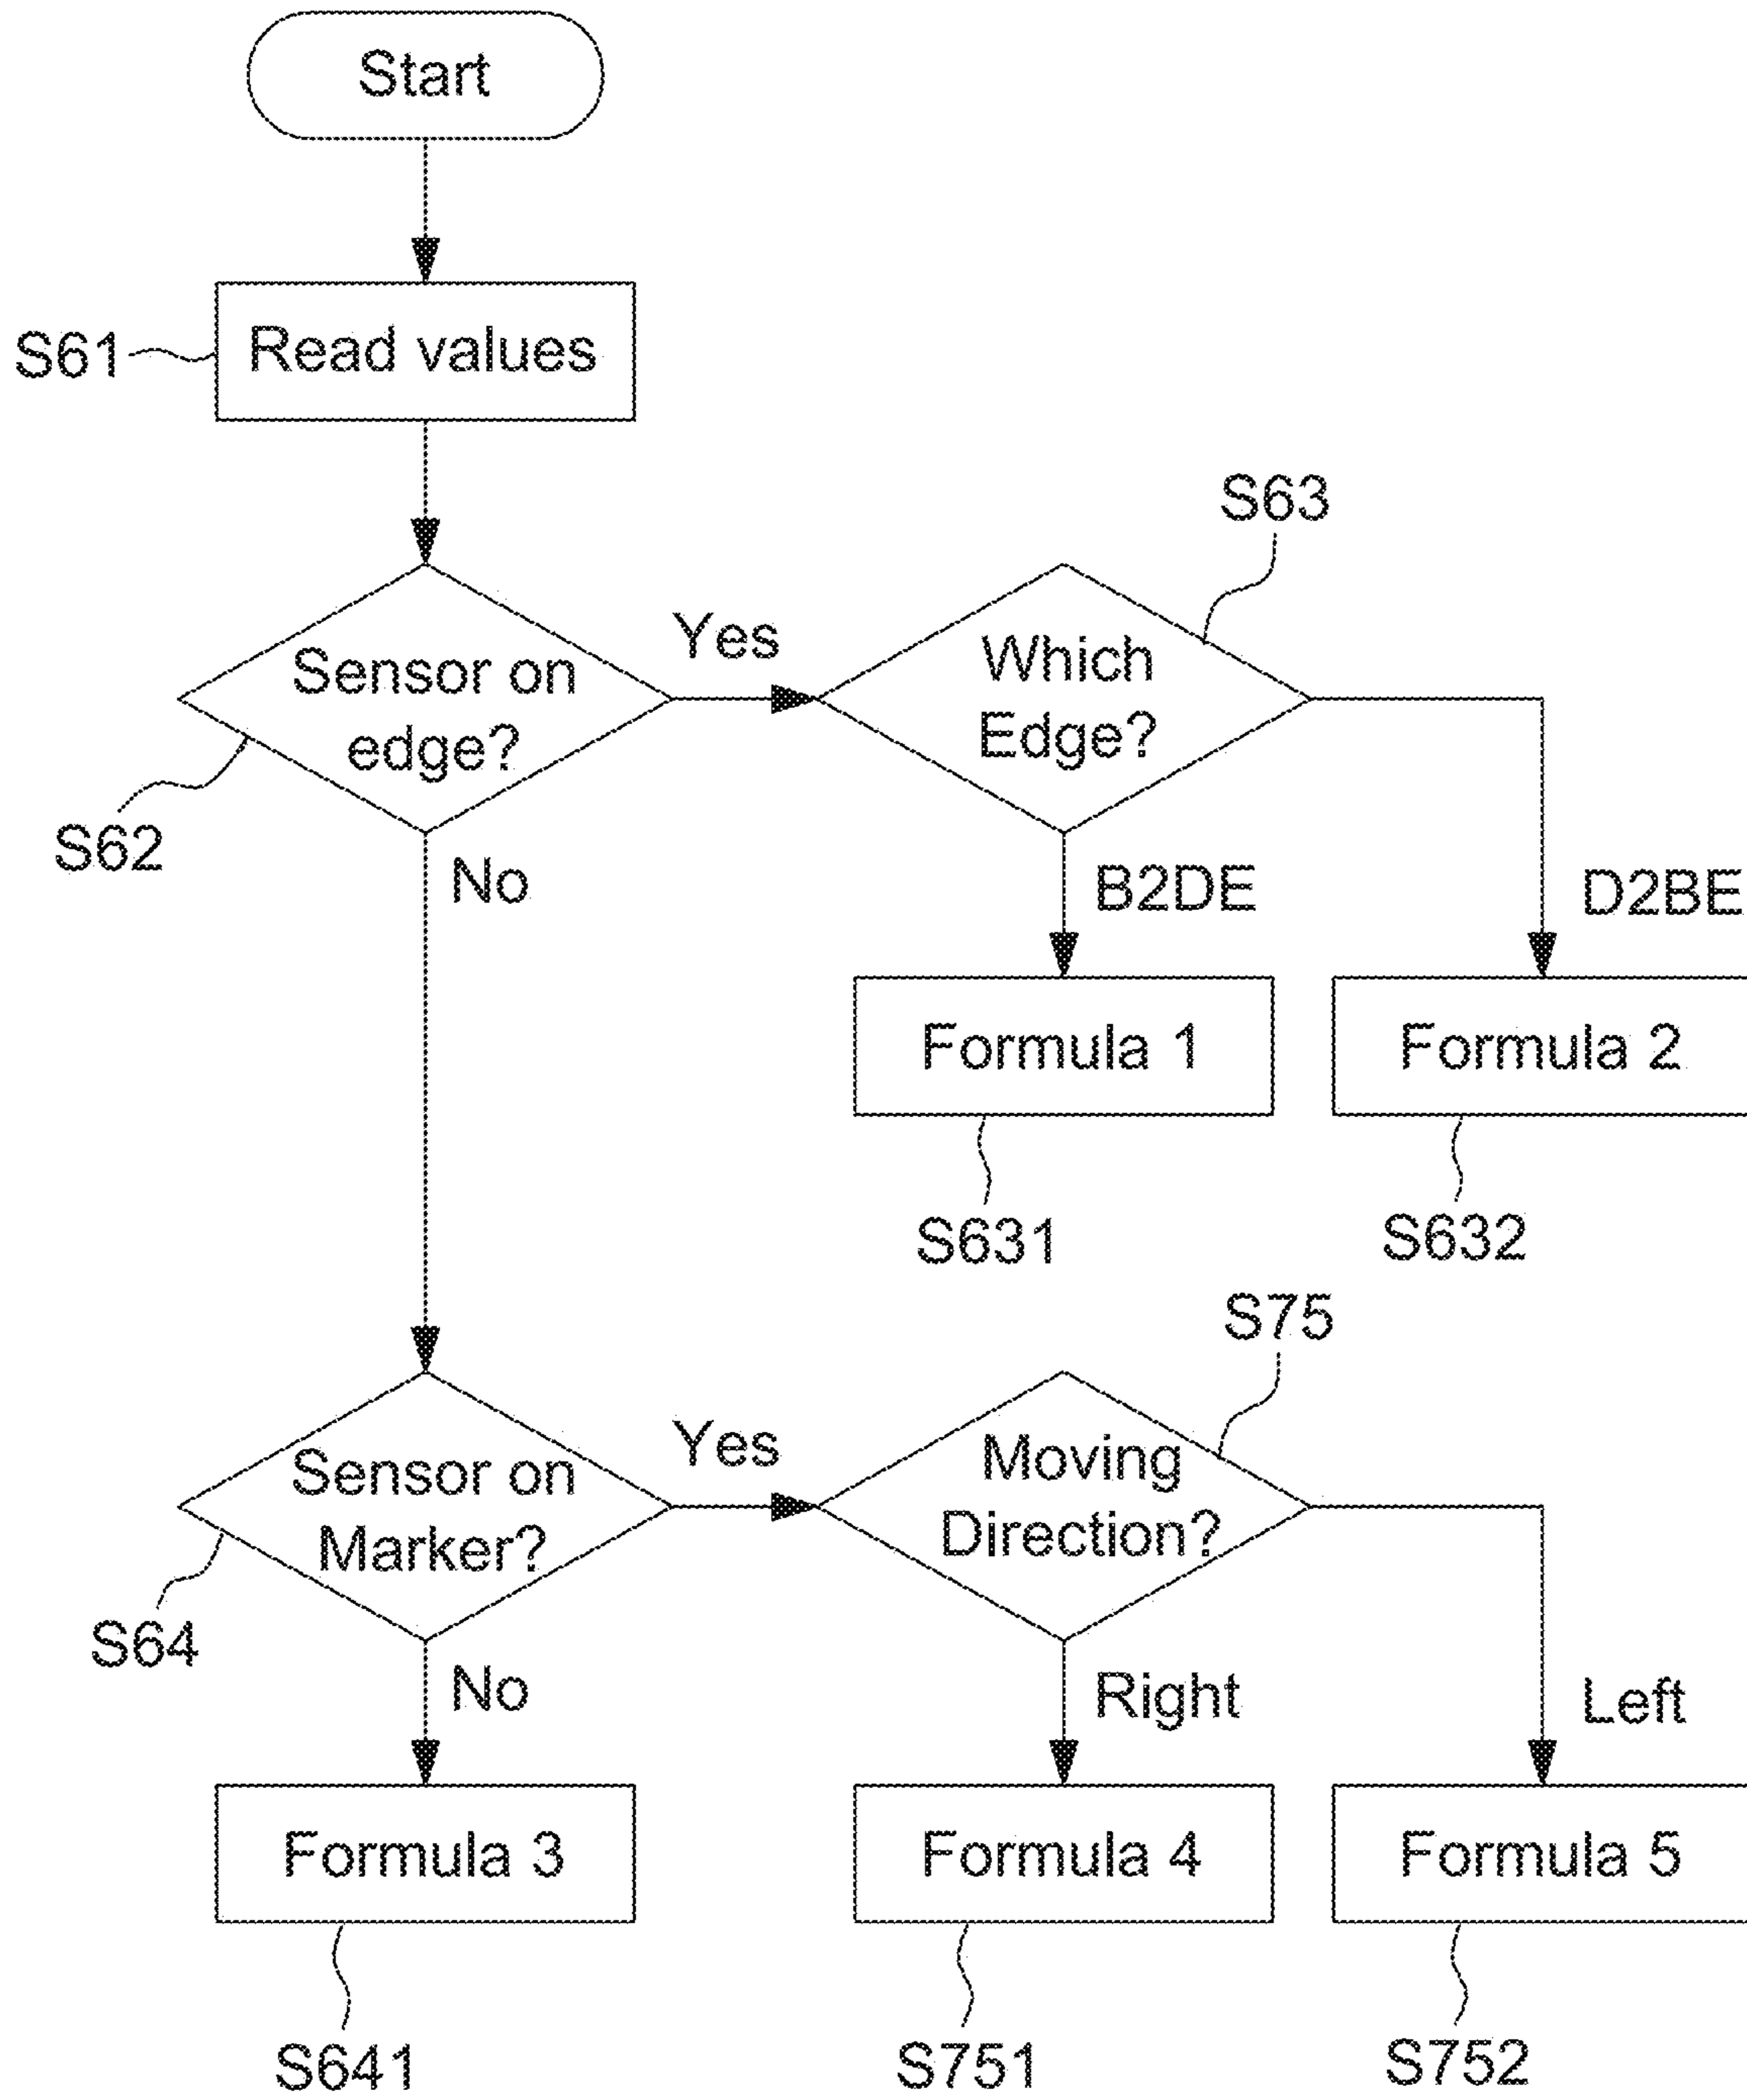 Start
S61
Read values
S63
Yes
Which
Edge?
Sensor on
edge?
S62
No
B2DE
D2BE
Formula 1
Formula 2
S631
S632
S75
Yes
Moving
Direction?
Sensor on
Marker?
S64
No
Right
Left
Formula 3
Formula 4
Formula 5
S641
S751
S752